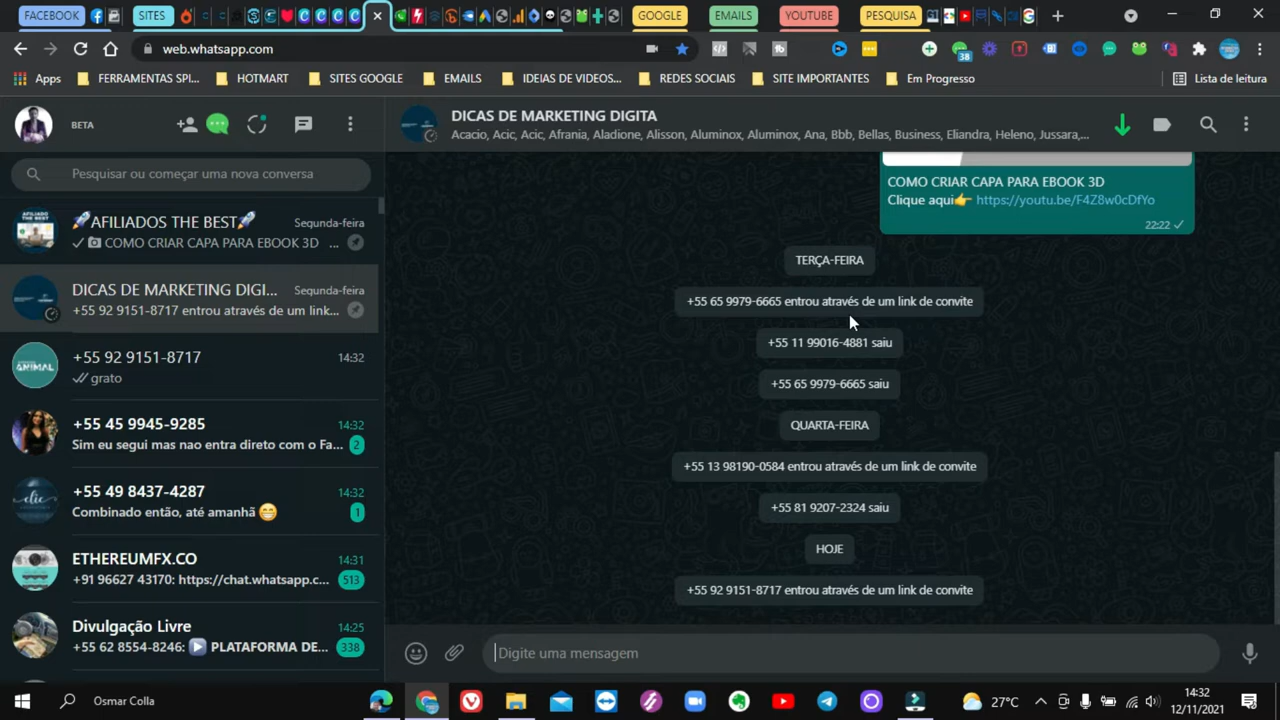 FACEBOOK
SITES
GOOGLE
EMAILS
YOUTUBE
PESQUISA
web.whatsapp.com
38
Apps
FERRAMENTAS SPI...
HOTMART
SITES GOOGLE
EMAILS
IDEIAS DE VIDEOS...
REDES SOCIAIS
SITE IMPORTANTES
Em Progresso
Lista de leitura
BETA
DICAS DE MARKETING DIGITA
Acacio, Acic, Acic, Afrania, Aladione, Alisson, Aluminox, Aluminox, Ana, Bbb, Bellas, Business, Eliandra, Heleno, Jussara,...
Pesquisar ou começar uma nova conversa
🚀AFILIADOS THE BEST🚀
Segunda-feira
COMO CRIAR CAPA PARA EBOOK 3D ...
DICAS DE MARKETING DIGI...
Segunda-feira
+55 92 9151-8717 entrou através de um link...
+55 92 9151-8717
14:32
grato
+55 45 9945-9285
14:32
Sim eu segui mas nao entra direto com o Fa...
2
+55 49 8437-4287
14:32
Combinado então, até amanhã 😁
1
ETHEREUMFX.CO
14:31
+91 96627 43170: https://chat.whatsapp.c...
513
Divulgação Livre
14:25
+55 62 8554-8246: ▶️ PLATAFORMA DE...
338
COMO CRIAR CAPA PARA EBOOK 3D
Clique aqui👉 https://youtu.be/F4Z8w0cDfYo
22:22
TERÇA-FEIRA
+55 65 9979-6665 entrou através de um link de convite
+55 11 99016-4881 saiu
+55 65 9979-6665 saiu
QUARTA-FEIRA
+55 13 98190-0584 entrou através de um link de convite
+55 81 9207-2324 saiu
HOJE
+55 92 9151-8717 entrou através de um link de convite
Digite uma mensagem
Osmar Colla
27°C
14:32
12/11/2021